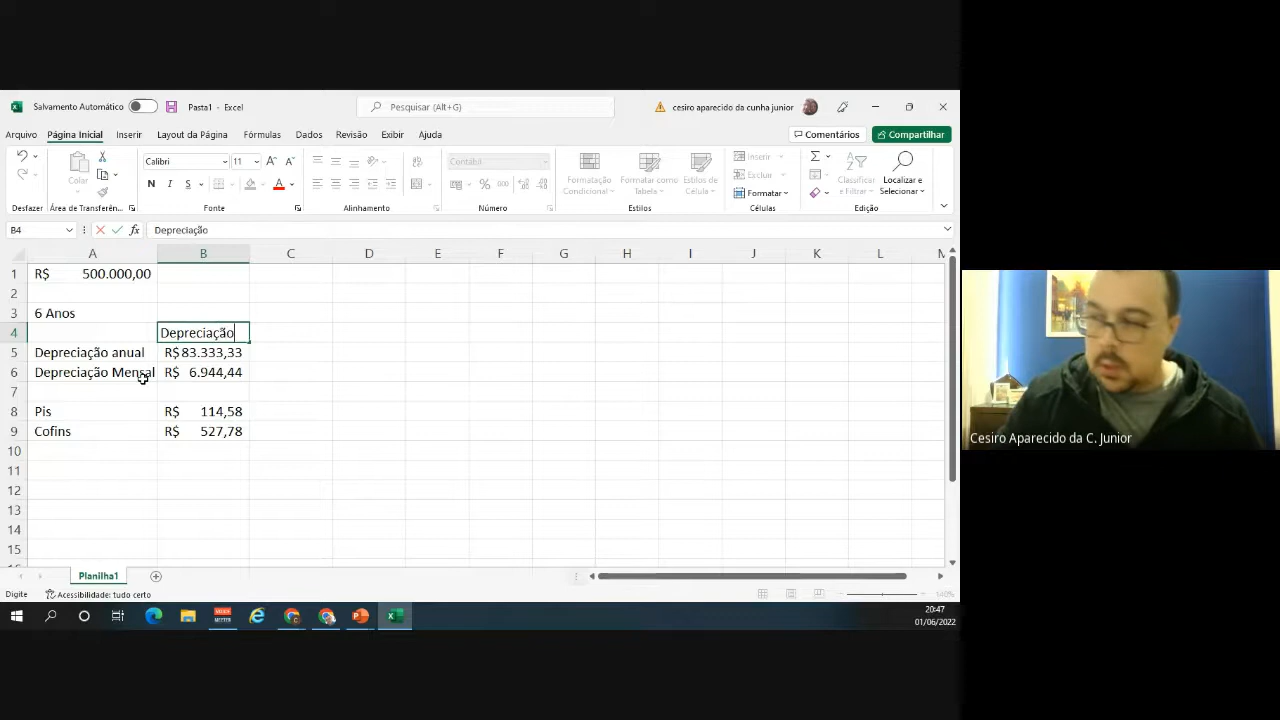 Salvamento Automático
Pasta1 - Excel
Pesquisar (Alt+G)
cesiro aparecido da cunha junior
Arquivo Página Inicial Inserir Layout da Página Fórmulas Dados Revisão Exibir Ajuda
Comentários
Compartilhar
Colar
Calibri 11
N I S
A
Contábil
% 000
Formatação Condicional
Formatar como Tabela
Estilos de Célula
Inserir
Excluir
Formatar
Classificar e Filtrar
Localizar e Selecionar
Desfazer Área de Transferên... Fonte Alinhamento Número Estilos Células Edição
B4 fx Depreciação
A B C D E F G H I J K L M
1 R$ 500.000,00
2
3 6 Anos
4 Depreciação
5 Depreciação anual R$ 83.333,33
6 Depreciação Mensal R$ 6.944,44
7
8 Pis R$ 114,58
9 Cofins R$ 527,78
10
11
12
13
14
15
Planilha1
Digite Acessibilidade: tudo certo 140%
20:47
01/06/2022
Cesiro Aparecido da C. Junior